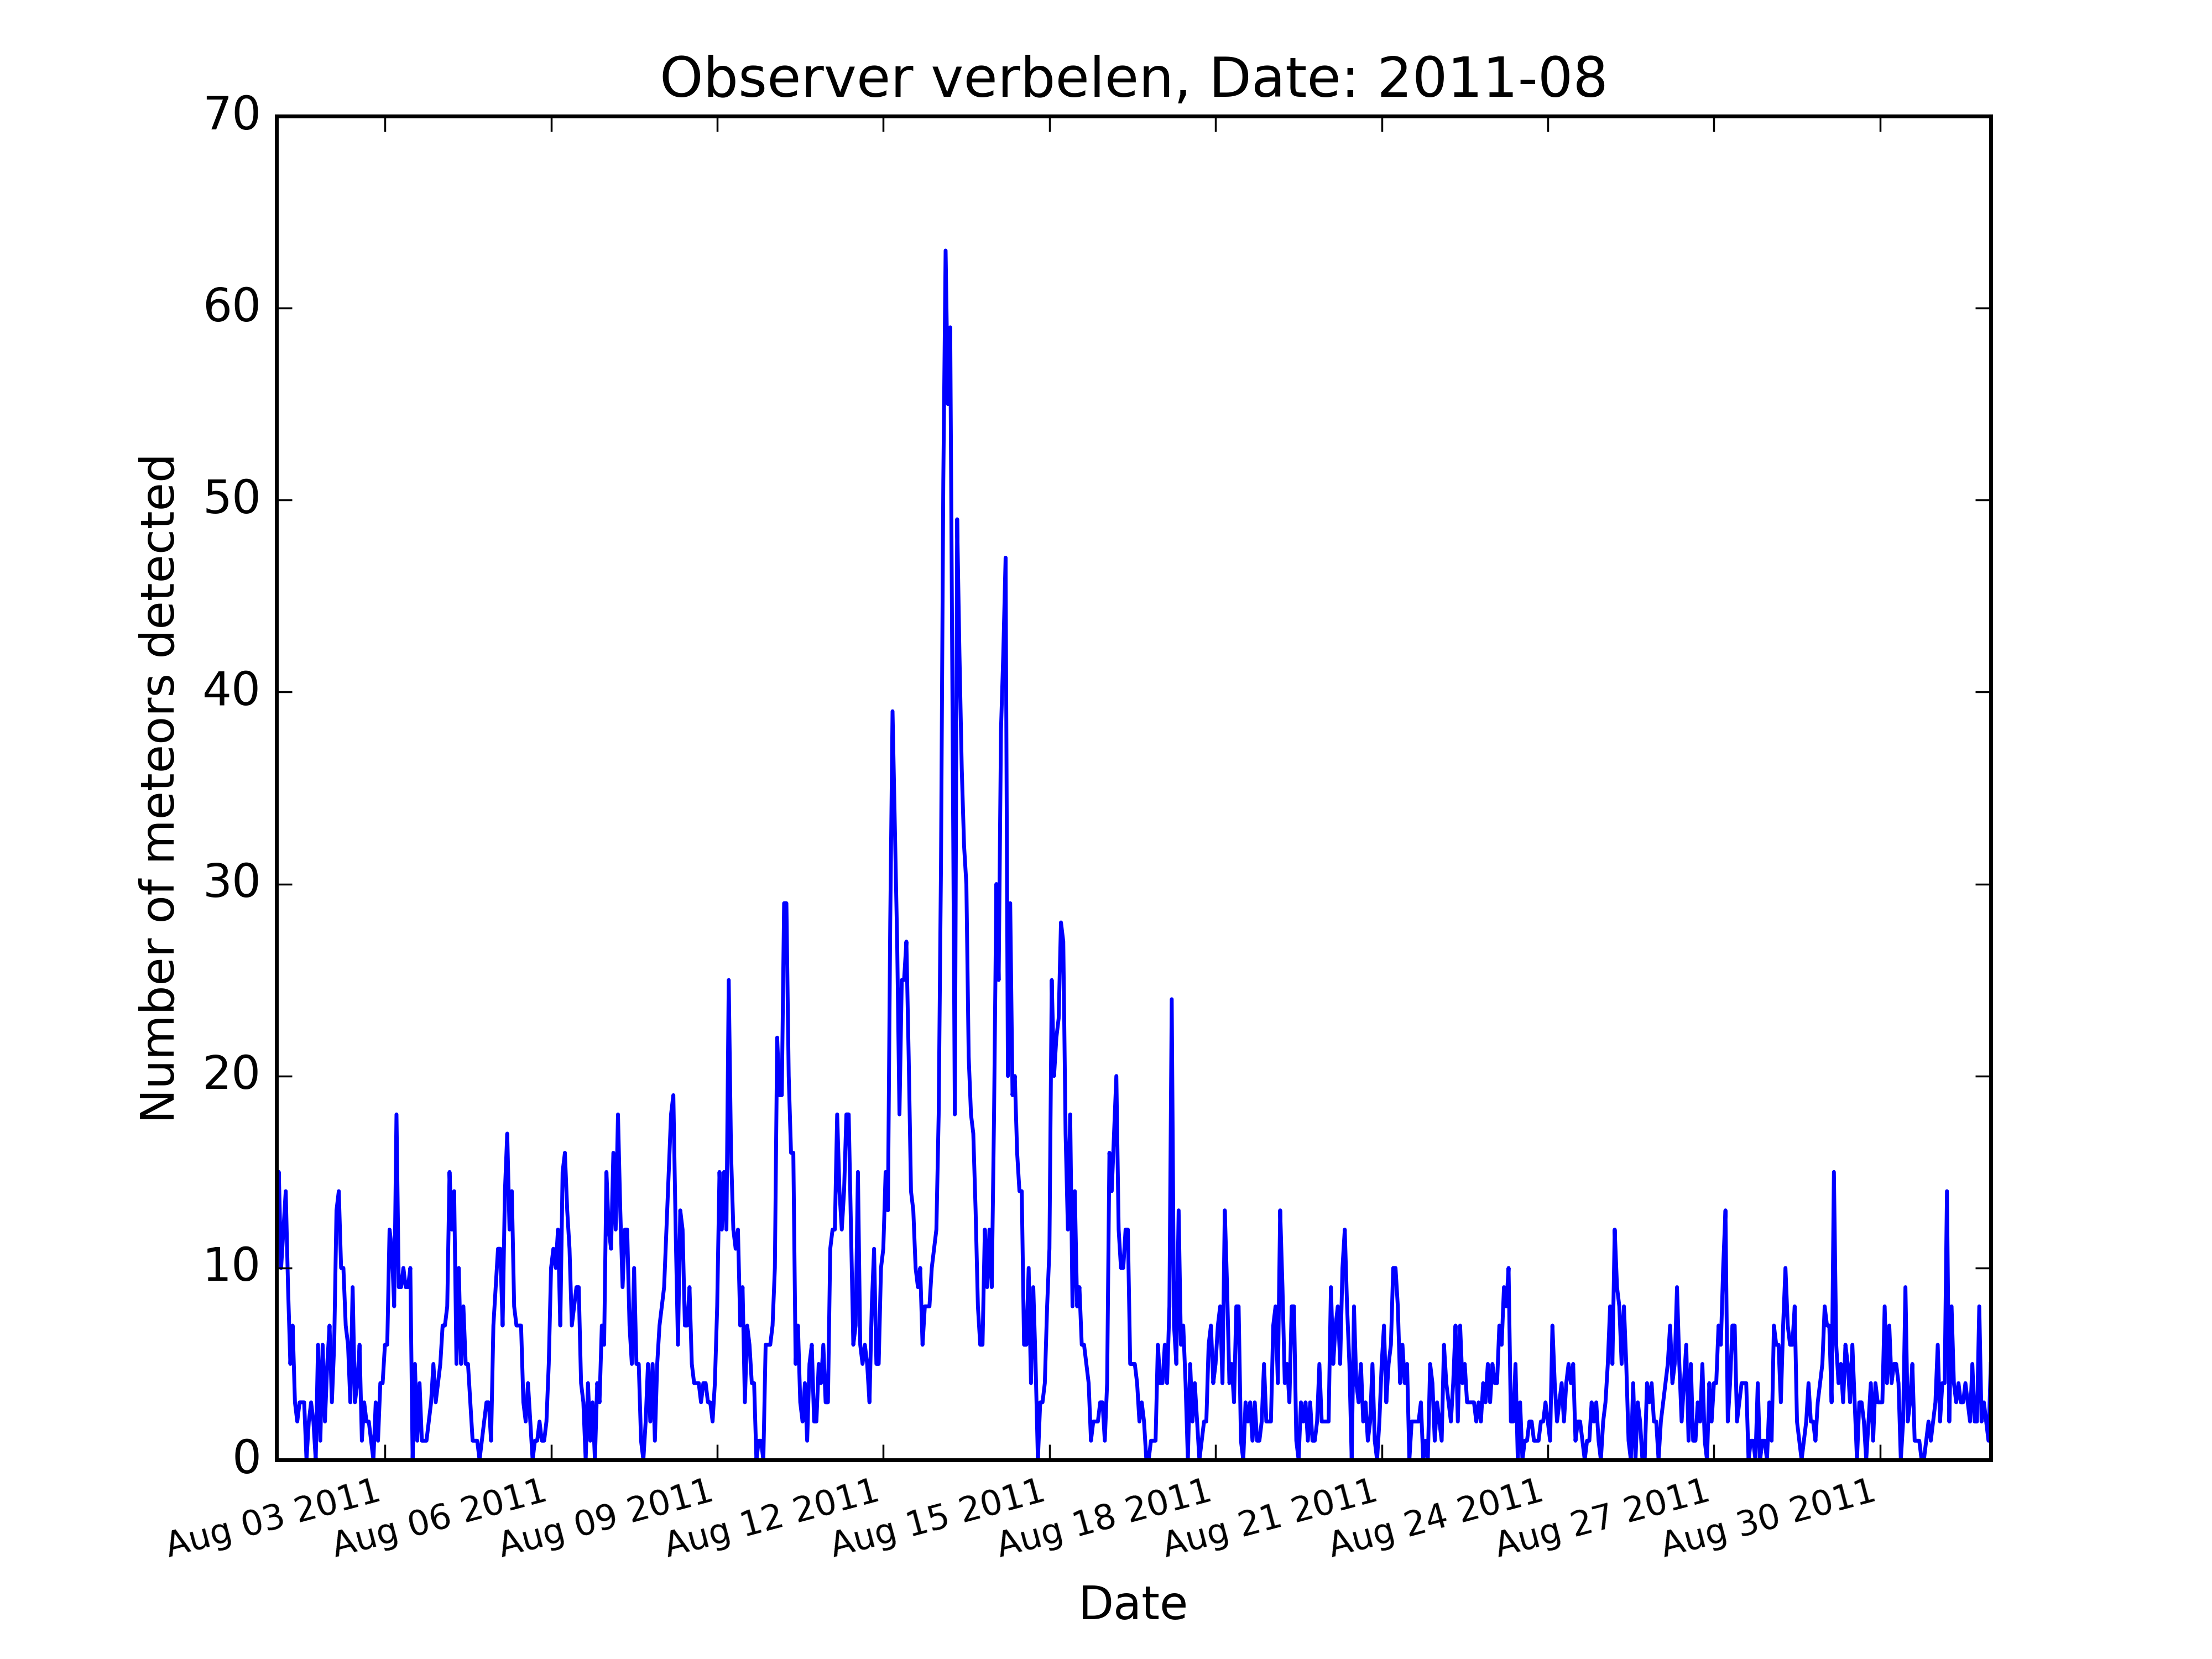 Observer verbelen, Date: 2011-08
70
60
50
40
30
20
10
0
Number of meteors detected
Aug 03 2011
Aug 06 2011
Aug 09 2011
Aug 12 2011
Aug 15 2011
Aug 18 2011
Aug 21 2011
Aug 24 2011
Aug 27 2011
Aug 30 2011
Date